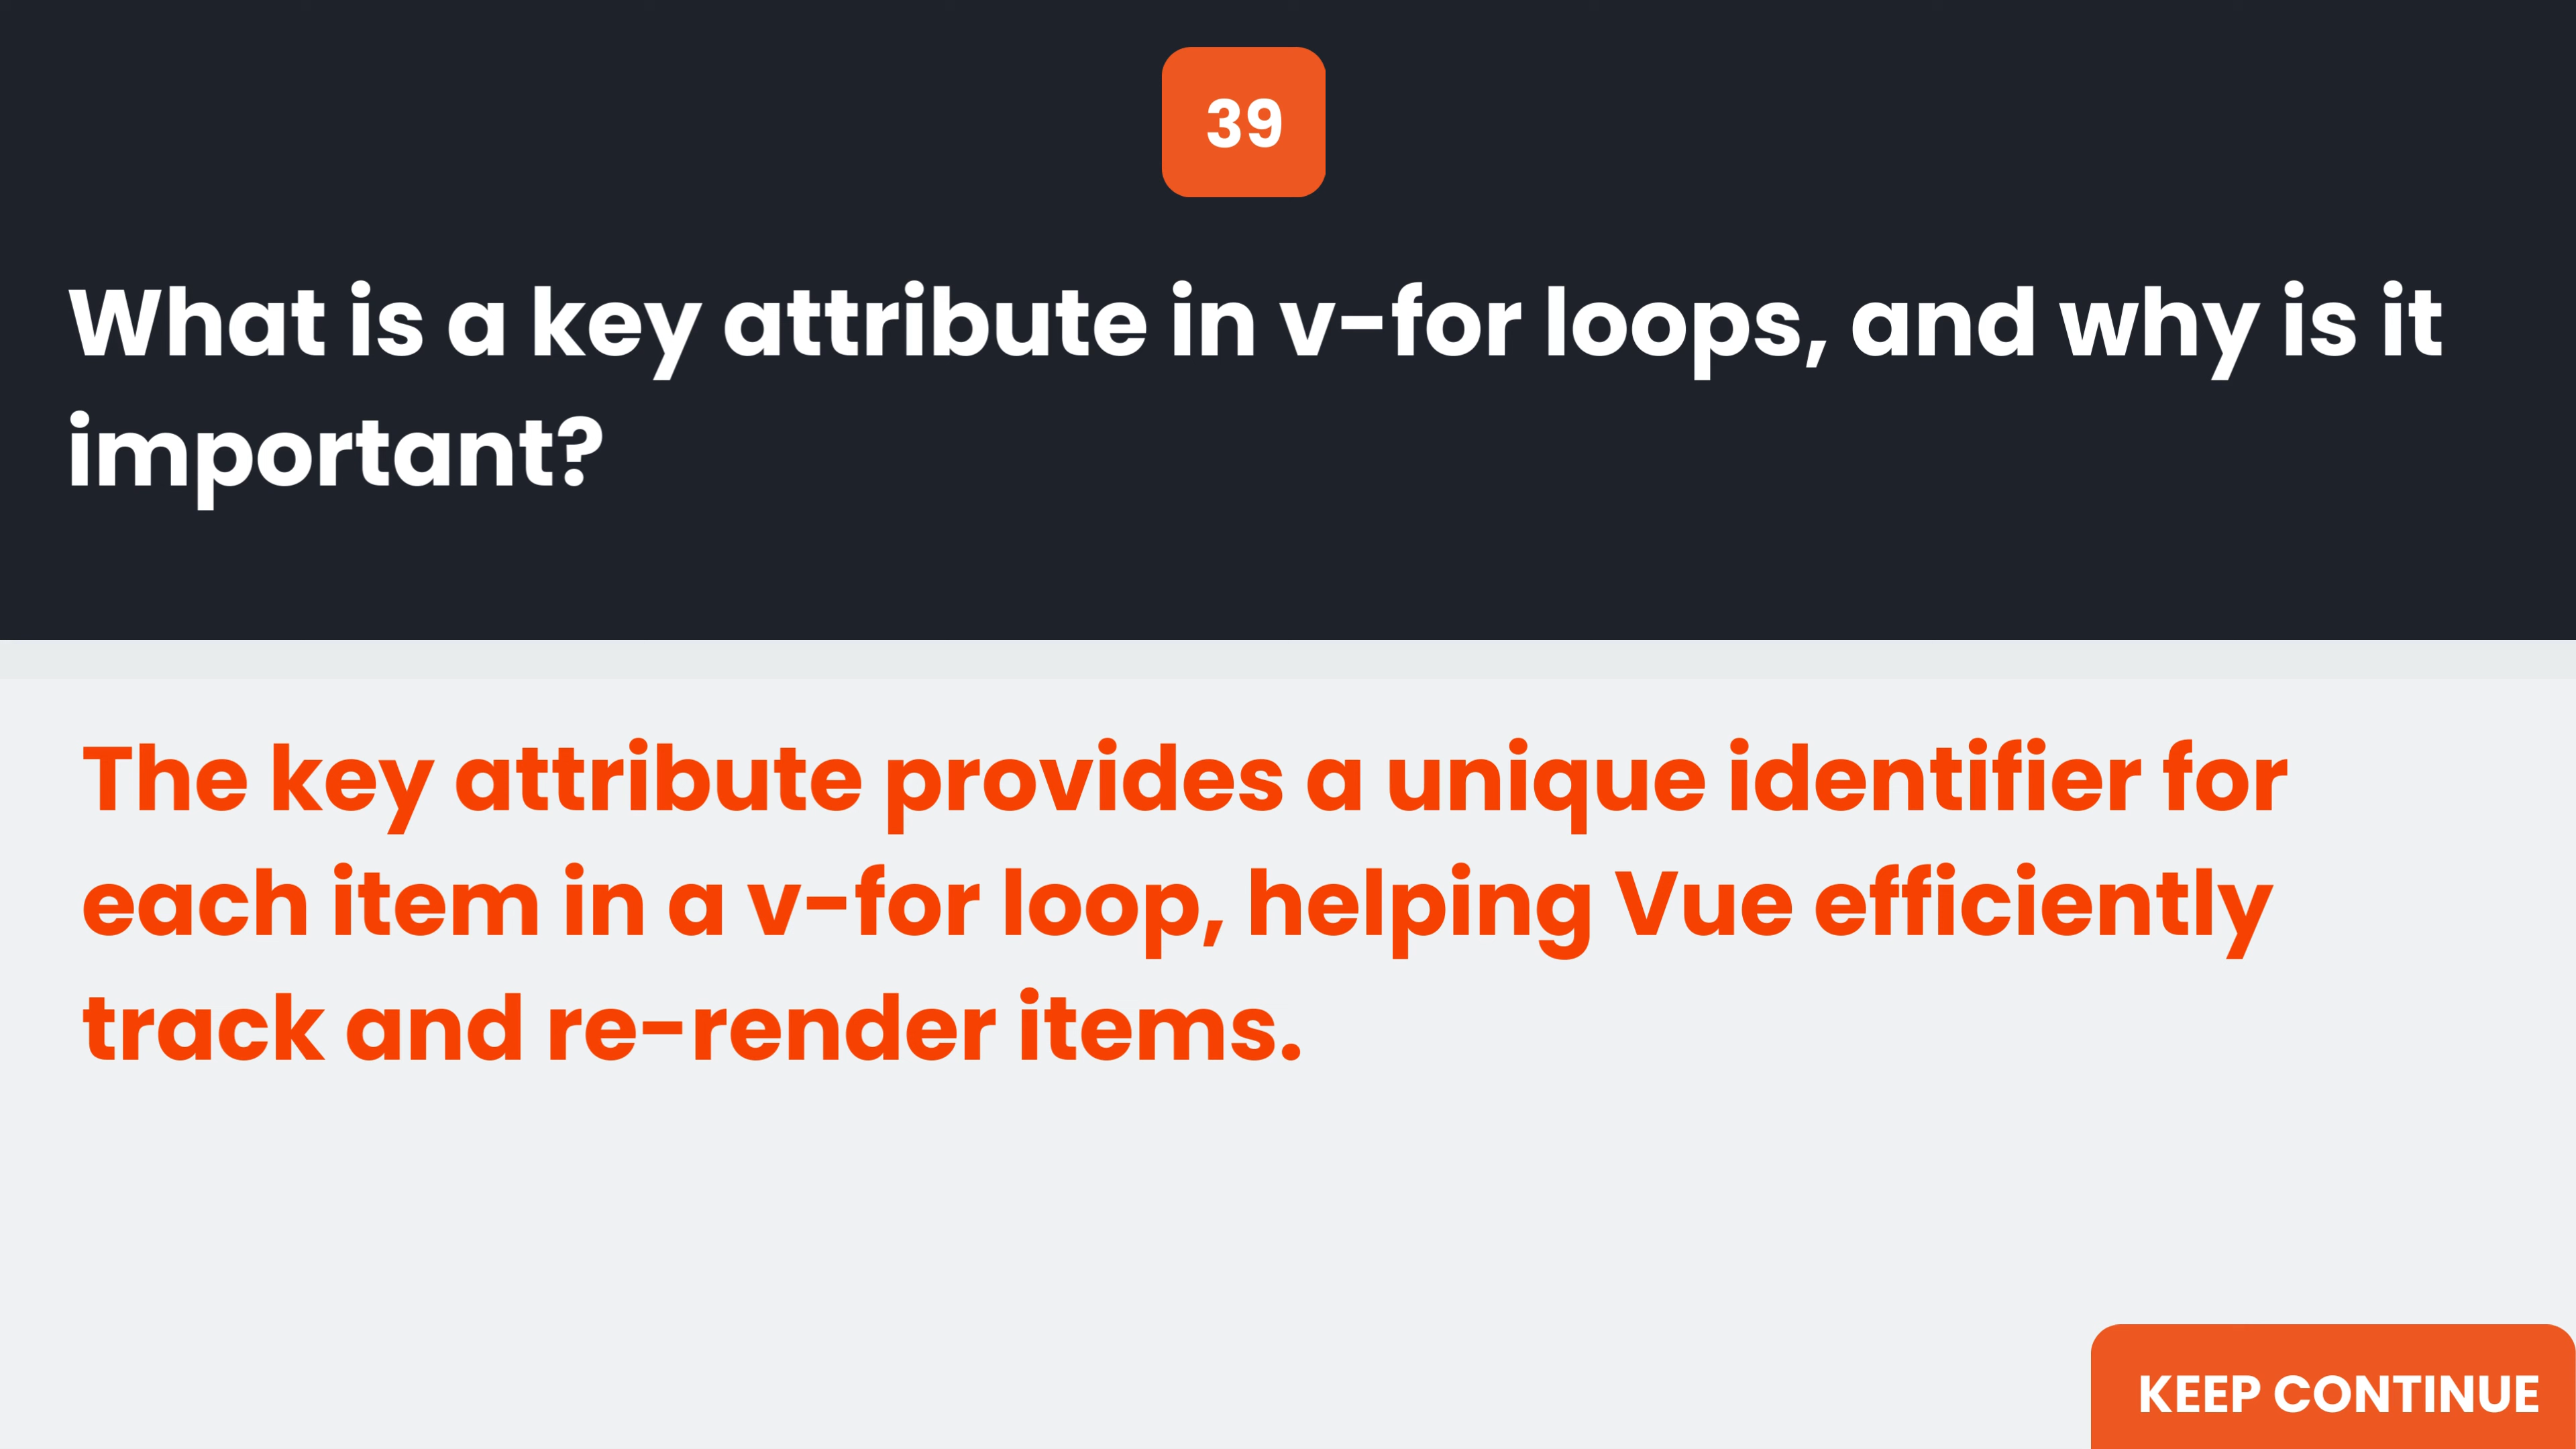 39
What is a key attribute in v-for loops, and why is it
important?
The key attribute provides a unique identifier for
each item in a v-for loop, helping Vue efficiently
track and re-render items.
KEEP CONTINUE